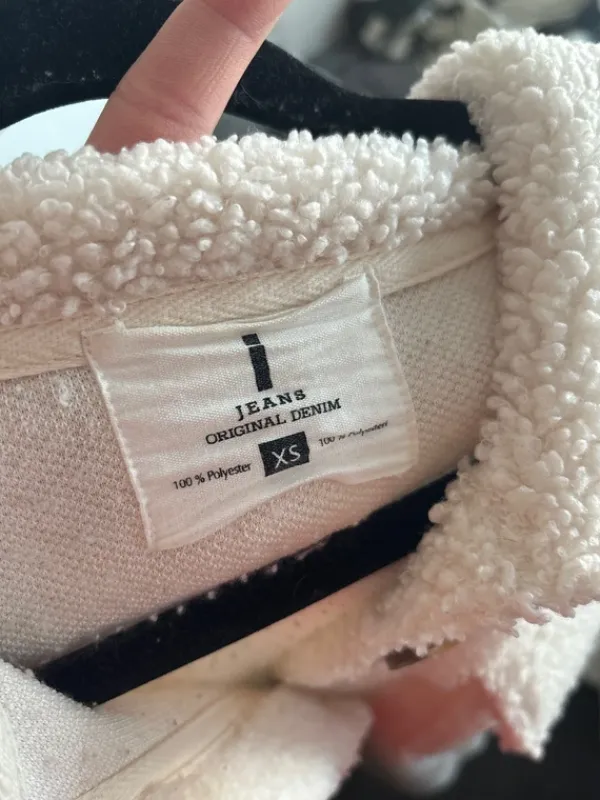 i
JEANS
ORIGINAL DENIM
100 % Polyester XS 100 % Polyester